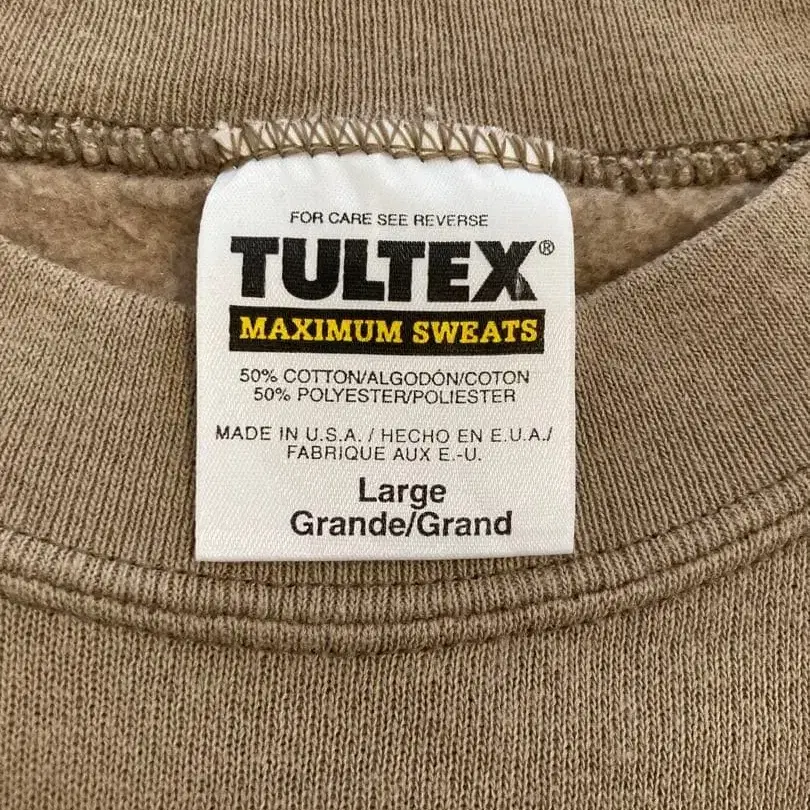 FOR CARE SEE REVERSE
TULTEX®
MAXIMUM SWEATS
50% COTTON/ALGODÓN/COTON
50% POLYESTER/POLIESTER
MADE IN U.S.A. / HECHO EN E.U.A./
FABRIQUE AUX E.-U.
Large
Grande/Grand